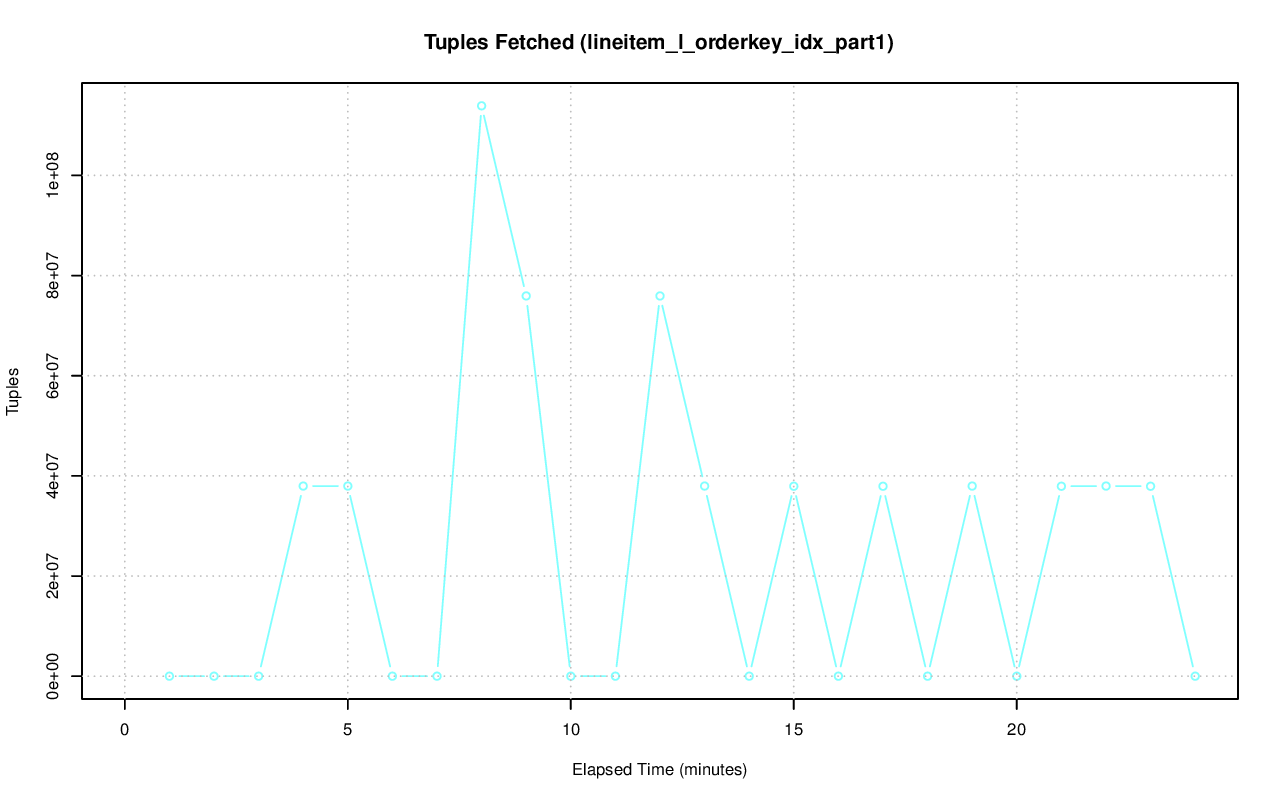 Tuples Fetched (lineitem_l_orderkey_idx_part1)
1e+08
8e+07
6e+07
4e+07
2e+07
0e+00
Tuples
0 5 10 15 20
Elapsed Time (minutes)